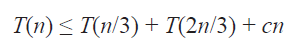 T(n) ≤ T(n/3) + T(2n/3) + cn